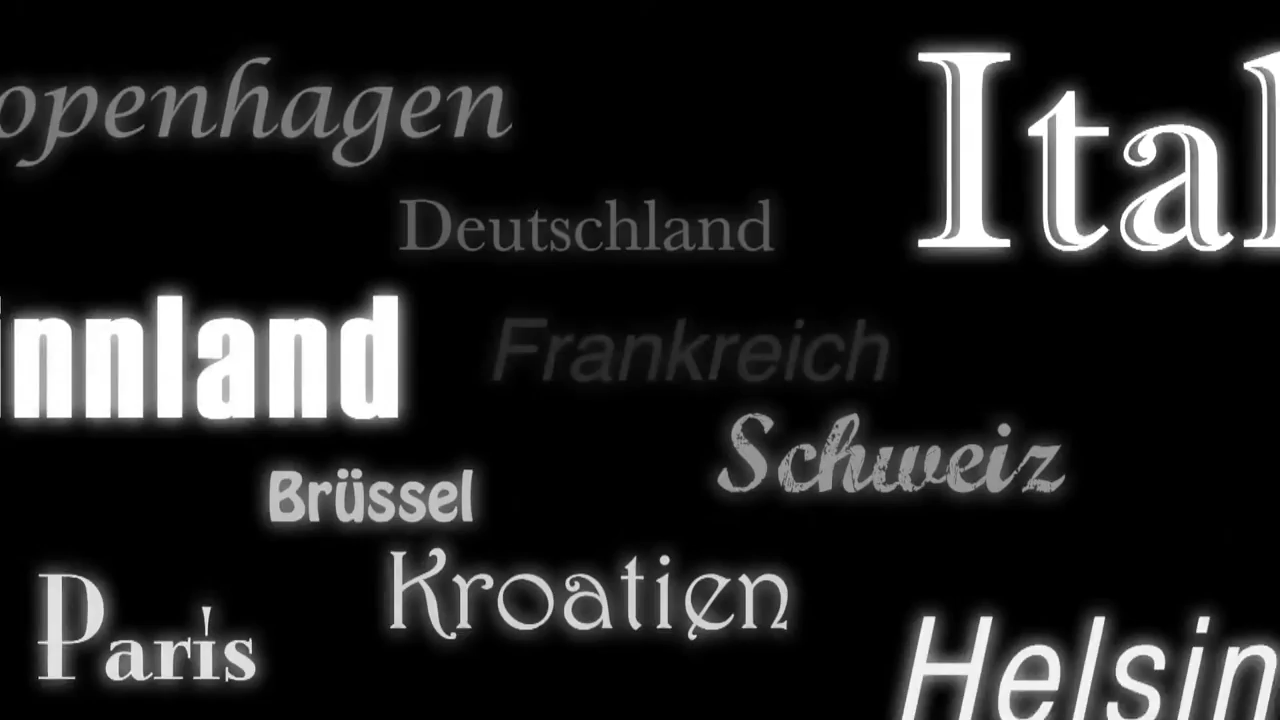 openhagen
Ital
Deutschland
innland
Frankreich
Schweiz
Brüssel
Kroatien
Paris
Helsin